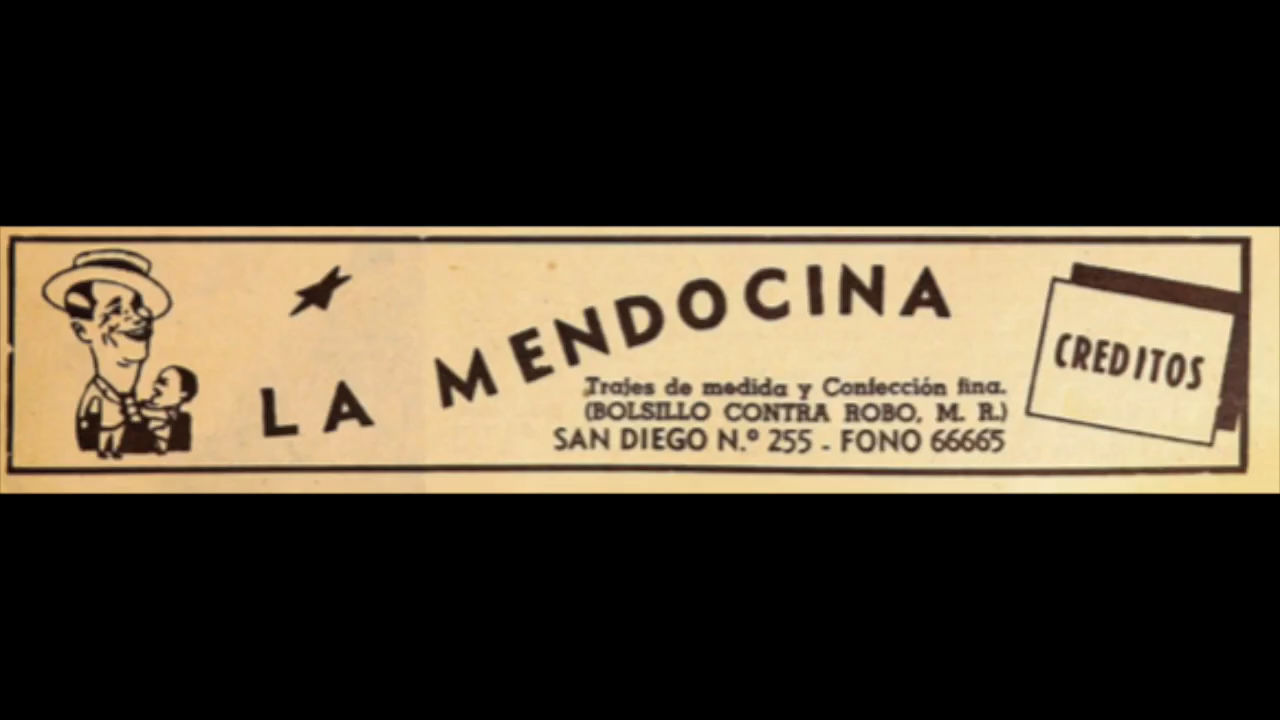 LA MENDOCINA
Trajes de medida y Confección fina.
(BOLSILLO CONTRA ROBO, M. R.)
SAN DIEGO N.º 255 - FONO 66665
CREDITOS